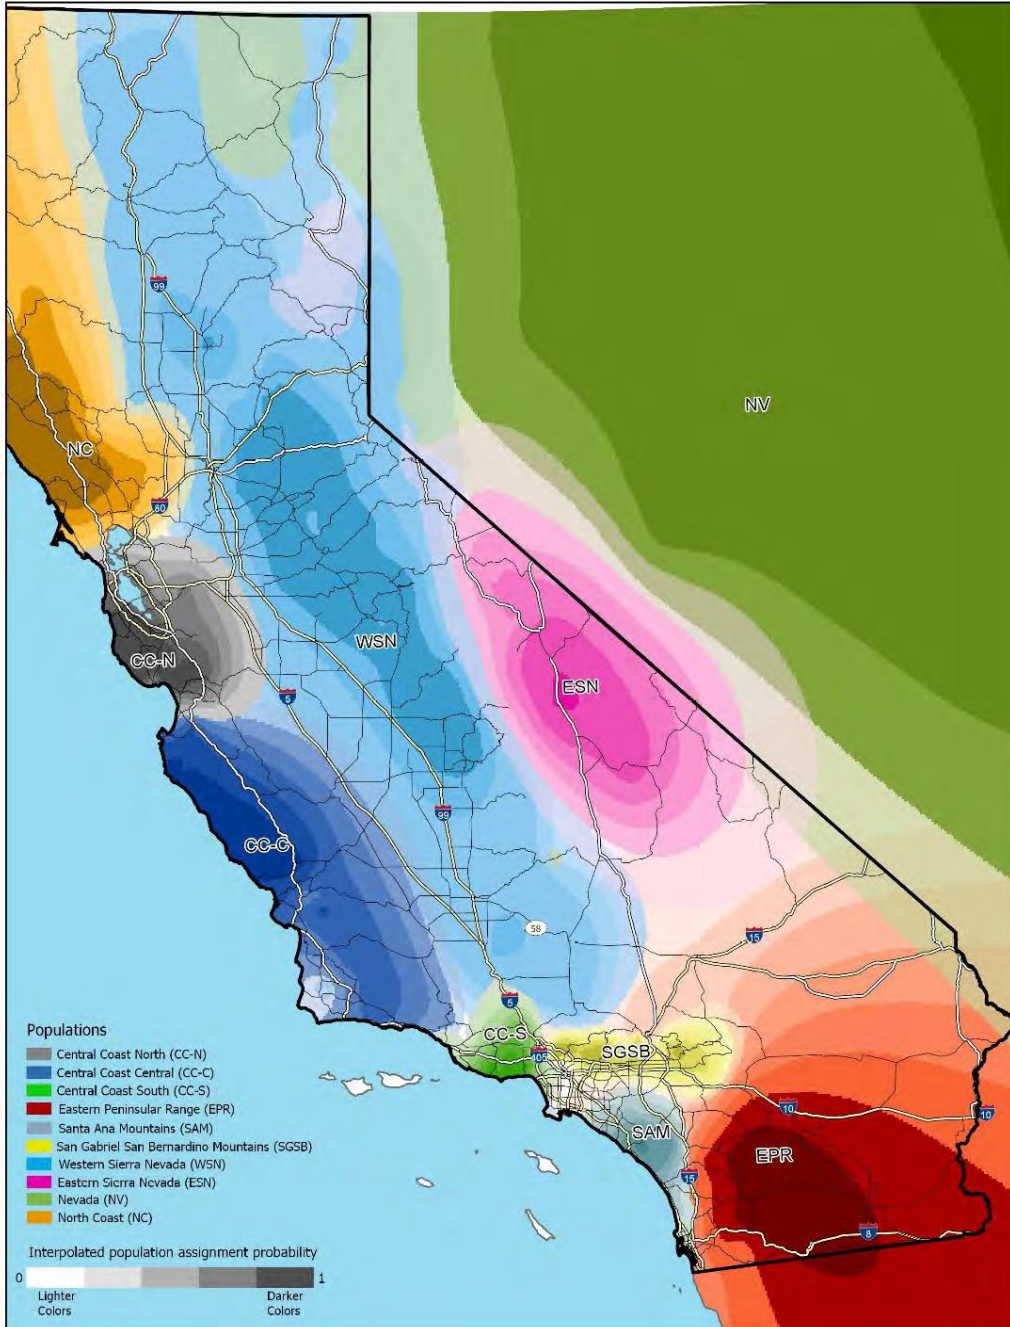 99
NV
NC
80
WSN
CC-N
ESN
5
99
CC-C
58
15
5
CC-S
405
SGSB
Populations
Central Coast North (CC-N)
Central Coast Central (CC-C)
Central Coast South (CC-S)
Eastern Peninsular Range (EPR)
Santa Ana Mountains (SAM)
San Gabriel San Bernardino Mountains (SGSB)
Western Sierra Nevada (WSN)
Eastern Sierra Nevada (ESN)
Nevada (NV)
North Coast (NC)
10
10
SAM
EPR
15
8
Interpolated population assignment probability
0 1
Lighter Colors
Darker Colors